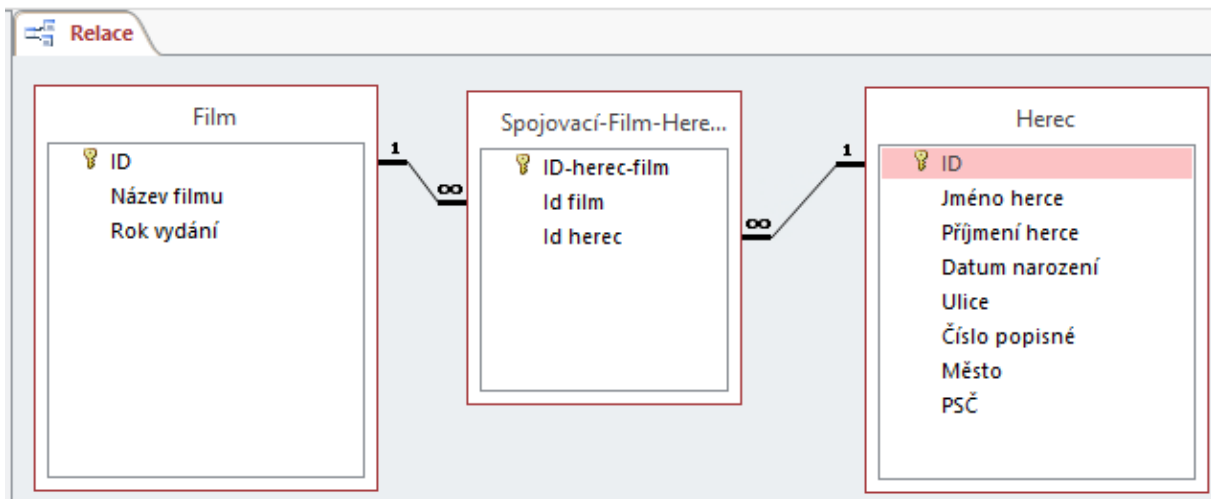 Relace
Film
ID
Název filmu
Rok vydání
1
∞
Spojovací-Film-Here...
ID-herec-film
Id film
Id herec
∞
1
Herec
ID
Jméno herce
Příjmení herce
Datum narození
Ulice
Číslo popisné
Město
PSČ